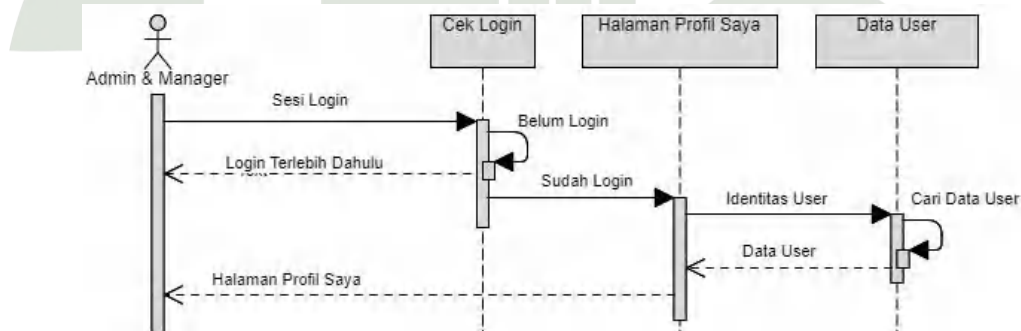 Cek Login
Halaman Profil Saya
Data User
Admin & Manager
Sesi Login
Belum Login
Login Terlebih Dahulu
Sudah Login
Identitas User
Cari Data User
Data User
Halaman Profil Saya